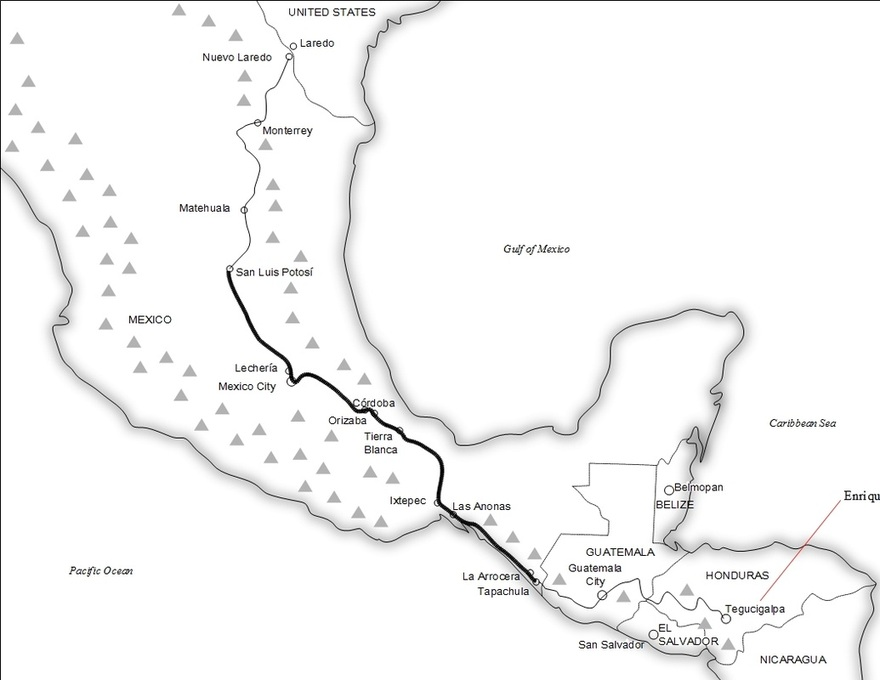 UNITED STATES
Laredo
Nuevo Laredo
Monterrey
Matehuala
Gulf of Mexico
San Luis Potosí
MEXICO
Lechería
Mexico City
Córdoba
Orizaba
Tierra
Blanca
Caribbean Sea
Ixtepec
Las Anonas
Belmopan
BELIZE
Enriqu
GUATEMALA
Guatemala
City
Pacific Ocean
La Arrocera
Tapachula
HONDURAS
Tegucigalpa
EL
SALVADOR
San Salvador
NICARAGUA